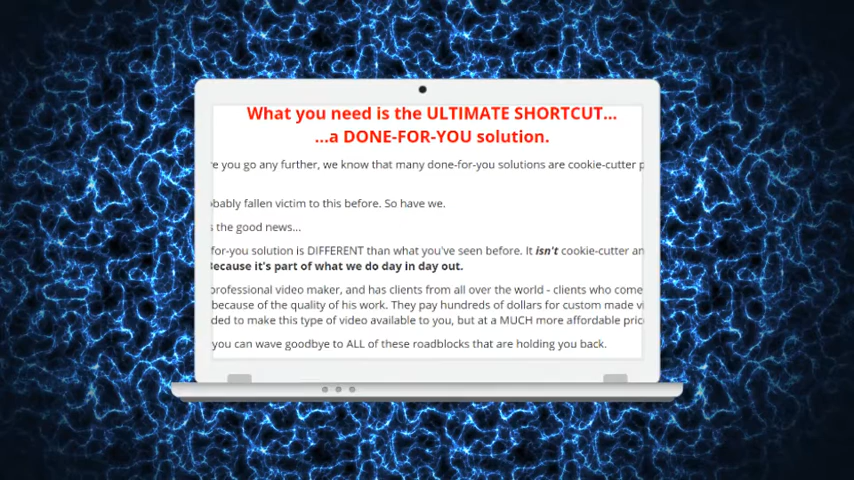 What you need is the ULTIMATE SHORTCUT...
...a DONE-FOR-YOU solution.
re you go any further, we know that many done-for-you solutions are cookie-cutter p
obably fallen victim to this before. So have we.
s the good news...
for-you solution is DIFFERENT than what you've seen before. It isn't cookie-cutter an
Because it's part of what we do day in day out.
professional video maker, and has clients from all over the world - clients who come
because of the quality of his work. They pay hundreds of dollars for custom made vi
ded to make this type of video available to you, but at a MUCH more affordable pric
you can wave goodbye to ALL of these roadblocks that are holding you back.